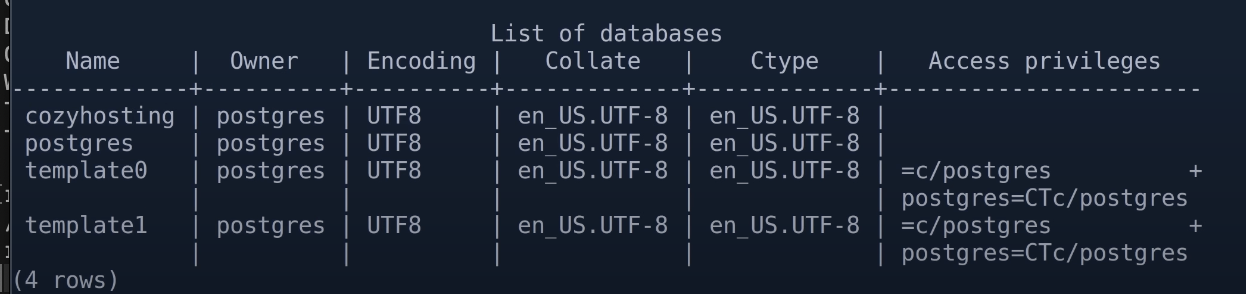 List of databases
    Name     |  Owner   | Encoding |   Collate   |    Ctype    |   Access privileges
-------------+----------+----------+-------------+-------------+-----------------------
 cozyhosting | postgres | UTF8     | en_US.UTF-8 | en_US.UTF-8 |
 postgres    | postgres | UTF8     | en_US.UTF-8 | en_US.UTF-8 |
 template0   | postgres | UTF8     | en_US.UTF-8 | en_US.UTF-8 | =c/postgres          +
             |          |          |             |             | postgres=CTc/postgres
 template1   | postgres | UTF8     | en_US.UTF-8 | en_US.UTF-8 | =c/postgres          +
             |          |          |             |             | postgres=CTc/postgres
(4 rows)